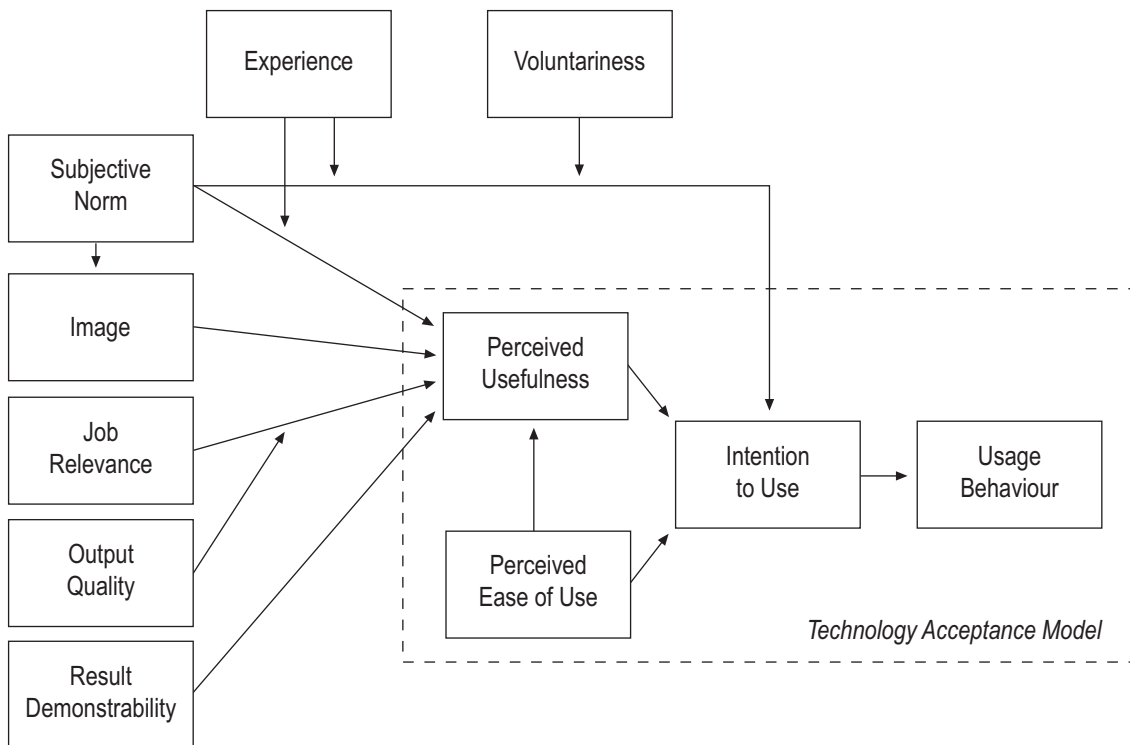 Experience
Voluntariness
Subjective
Norm
Image
Perceived
Usefulness
Job
Relevance
Intention
to Use
Usage
Behaviour
Output
Quality
Perceived
Ease of Use
Technology Acceptance Model
Result
Demonstrability